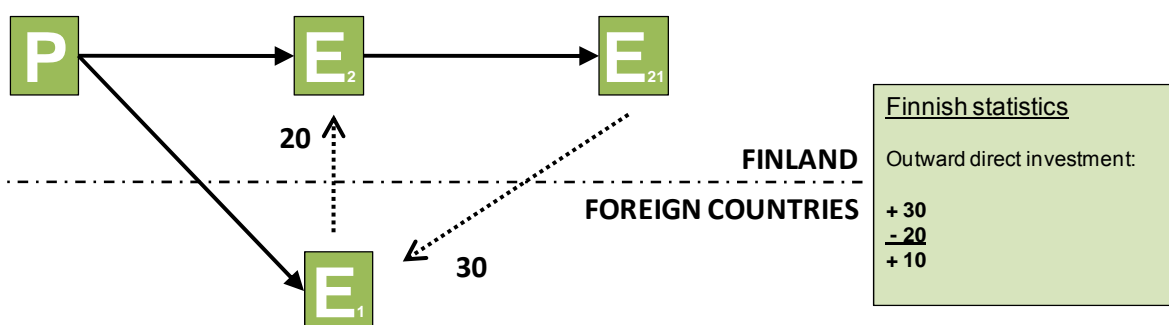 P
E2
E21
20
FINLAND
FOREIGN COUNTRIES
30
E1
Finnish statistics
Outward direct investment:
+ 30
- 20
+ 10